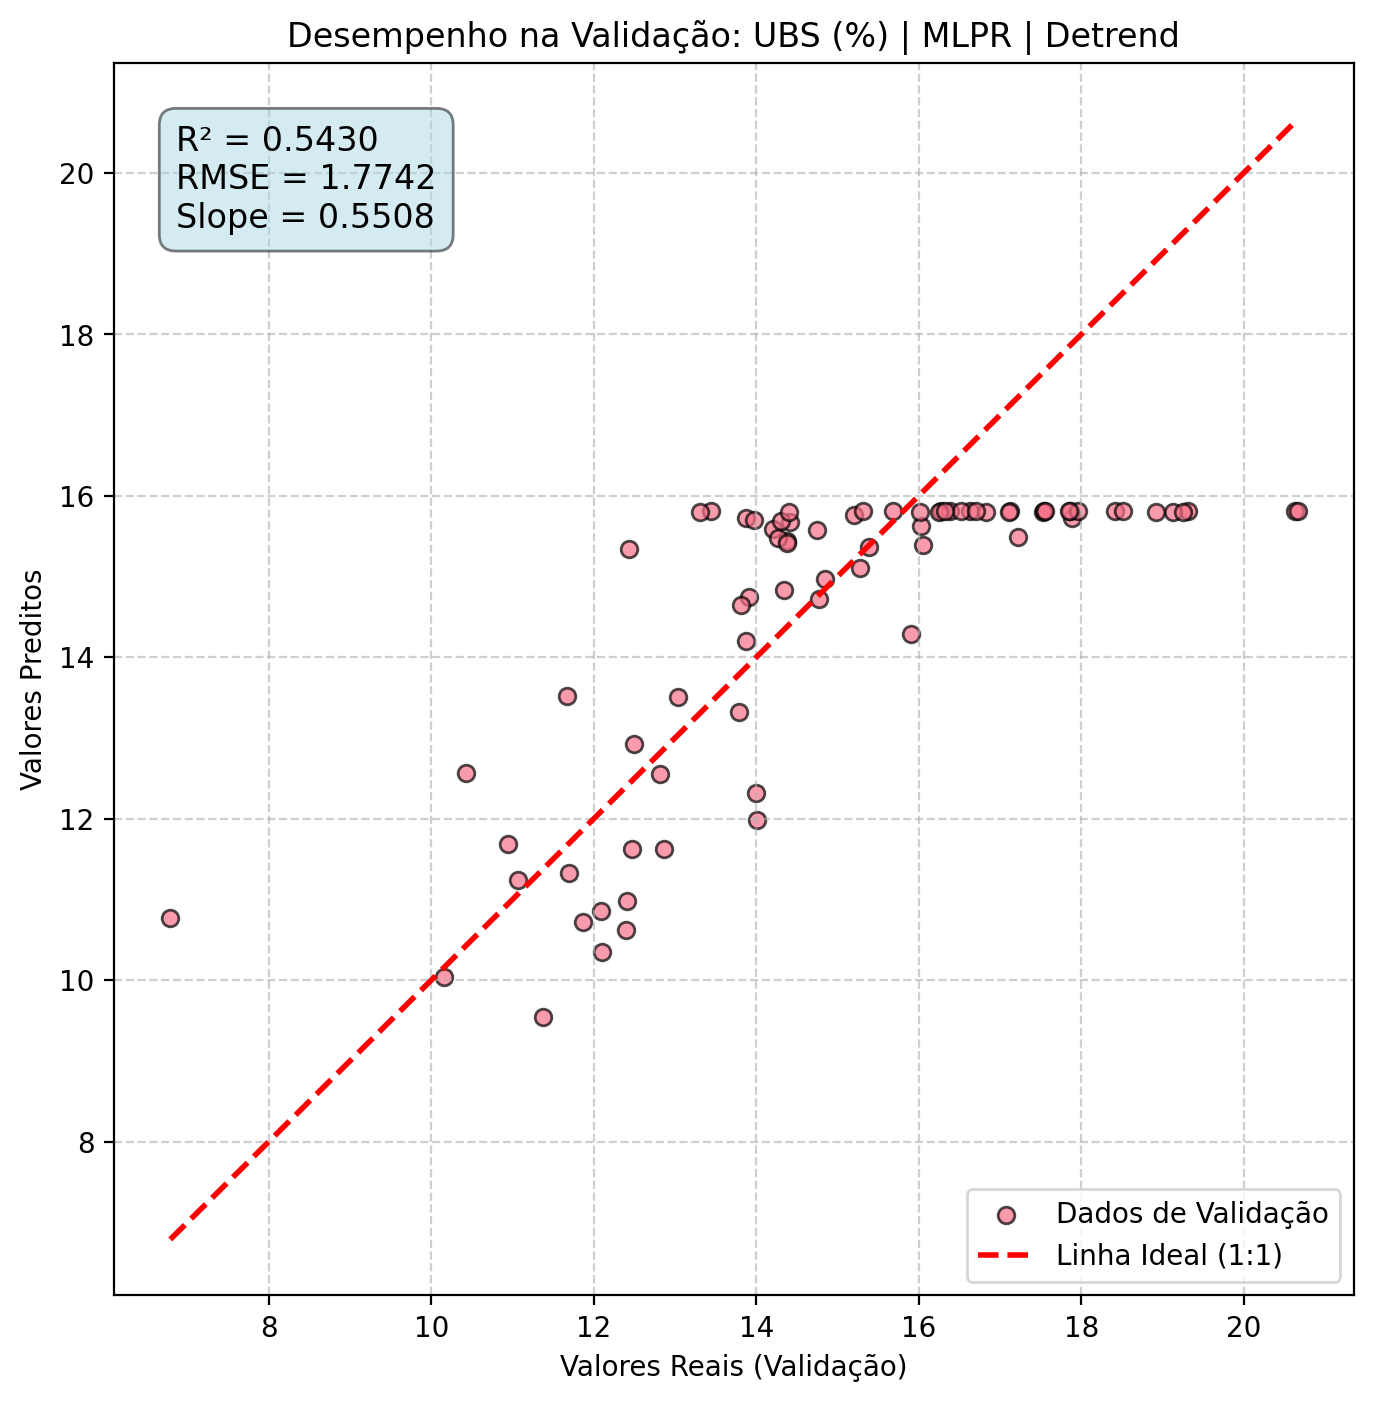 Desempenho na Validação: UBS (%) | MLPR | Detrend
R² = 0.5430
RMSE = 1.7742
Slope = 0.5508
Valores Preditos
20
18
16
14
12
10
8
Dados de Validação
Linha Ideal (1:1)
8 10 12 14 16 18 20
Valores Reais (Validação)